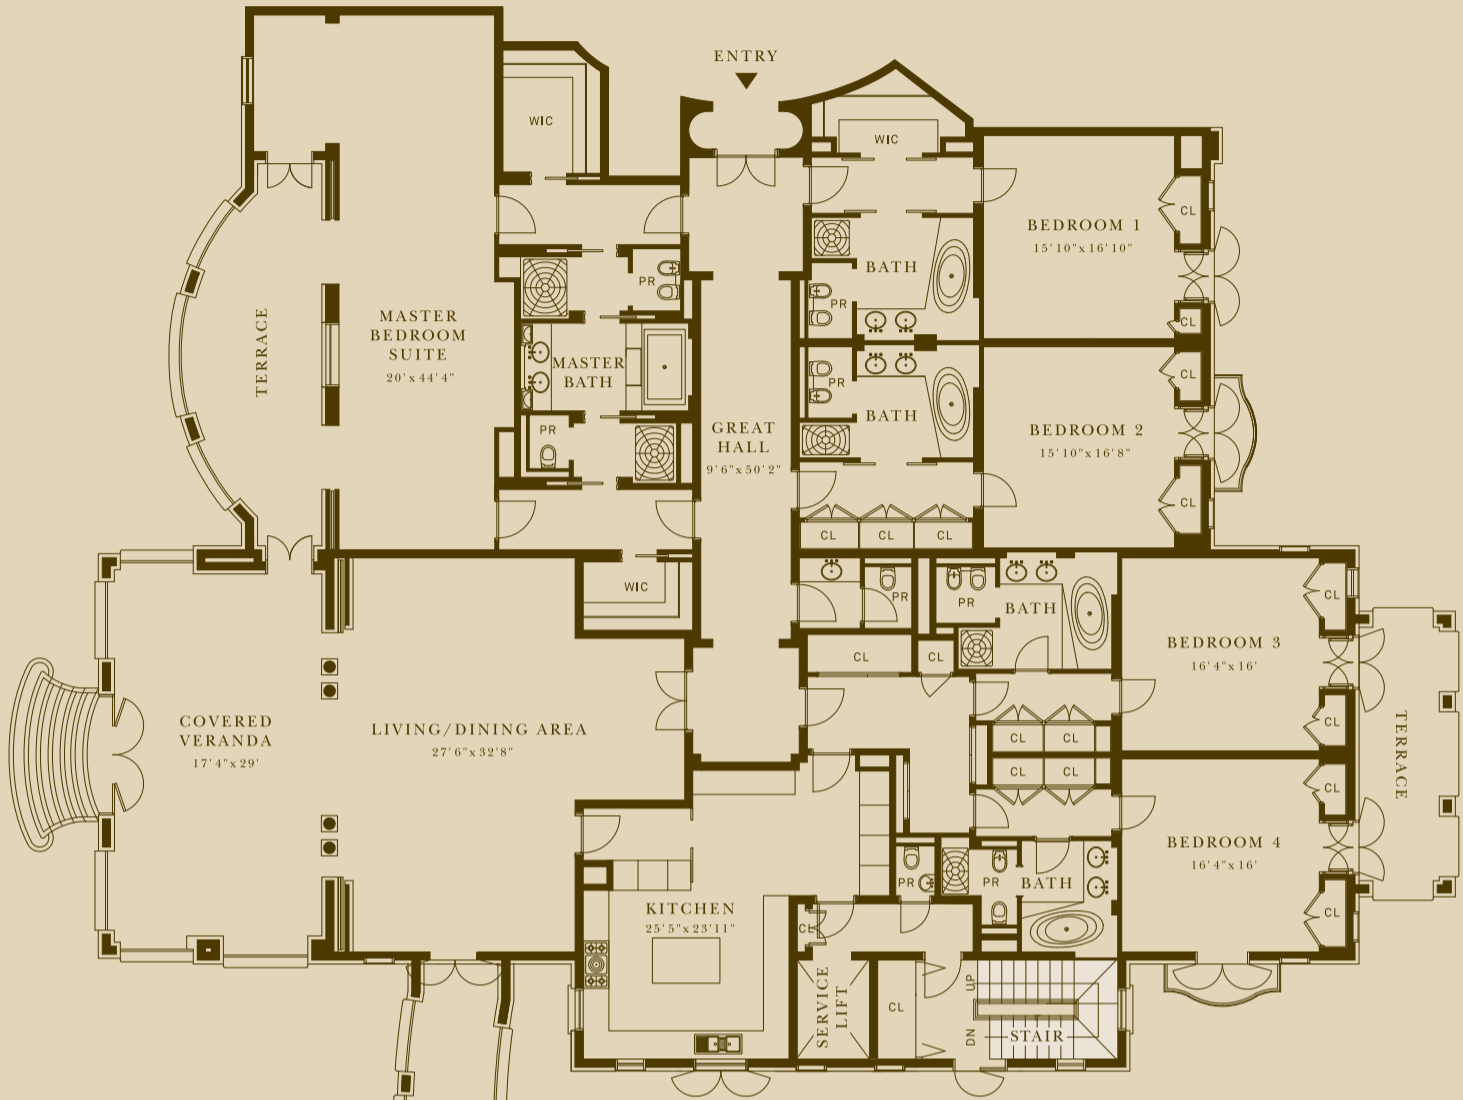 ENTRY
WIC
WIC
BEDROOM 1
15'10"x16'10"
CL
CL
BATH
PR
PR
TERRACE
MASTER
BEDROOM
SUITE
20'x44'4"
MASTER
BATH
PR
GREAT
HALL
9'6"x50'2"
PR
BATH
BEDROOM 2
15'10"x16'8"
CL
CL
CL
CL
CL
WIC
PR
PR
BATH
CL
CL
CL
BEDROOM 3
16'4"x16'
CL
COVERED
VERANDA
17'4"x29'
LIVING/DINING AREA
27'6"x32'8"
CL
CL
CL
CL
TERRACE
CL
BEDROOM 4
16'4"x16'
CL
PR
PR
BATH
KITCHEN
25'5"x23'11"
CL
SERVICE
LIFT
CL
UP
DN
STAIR